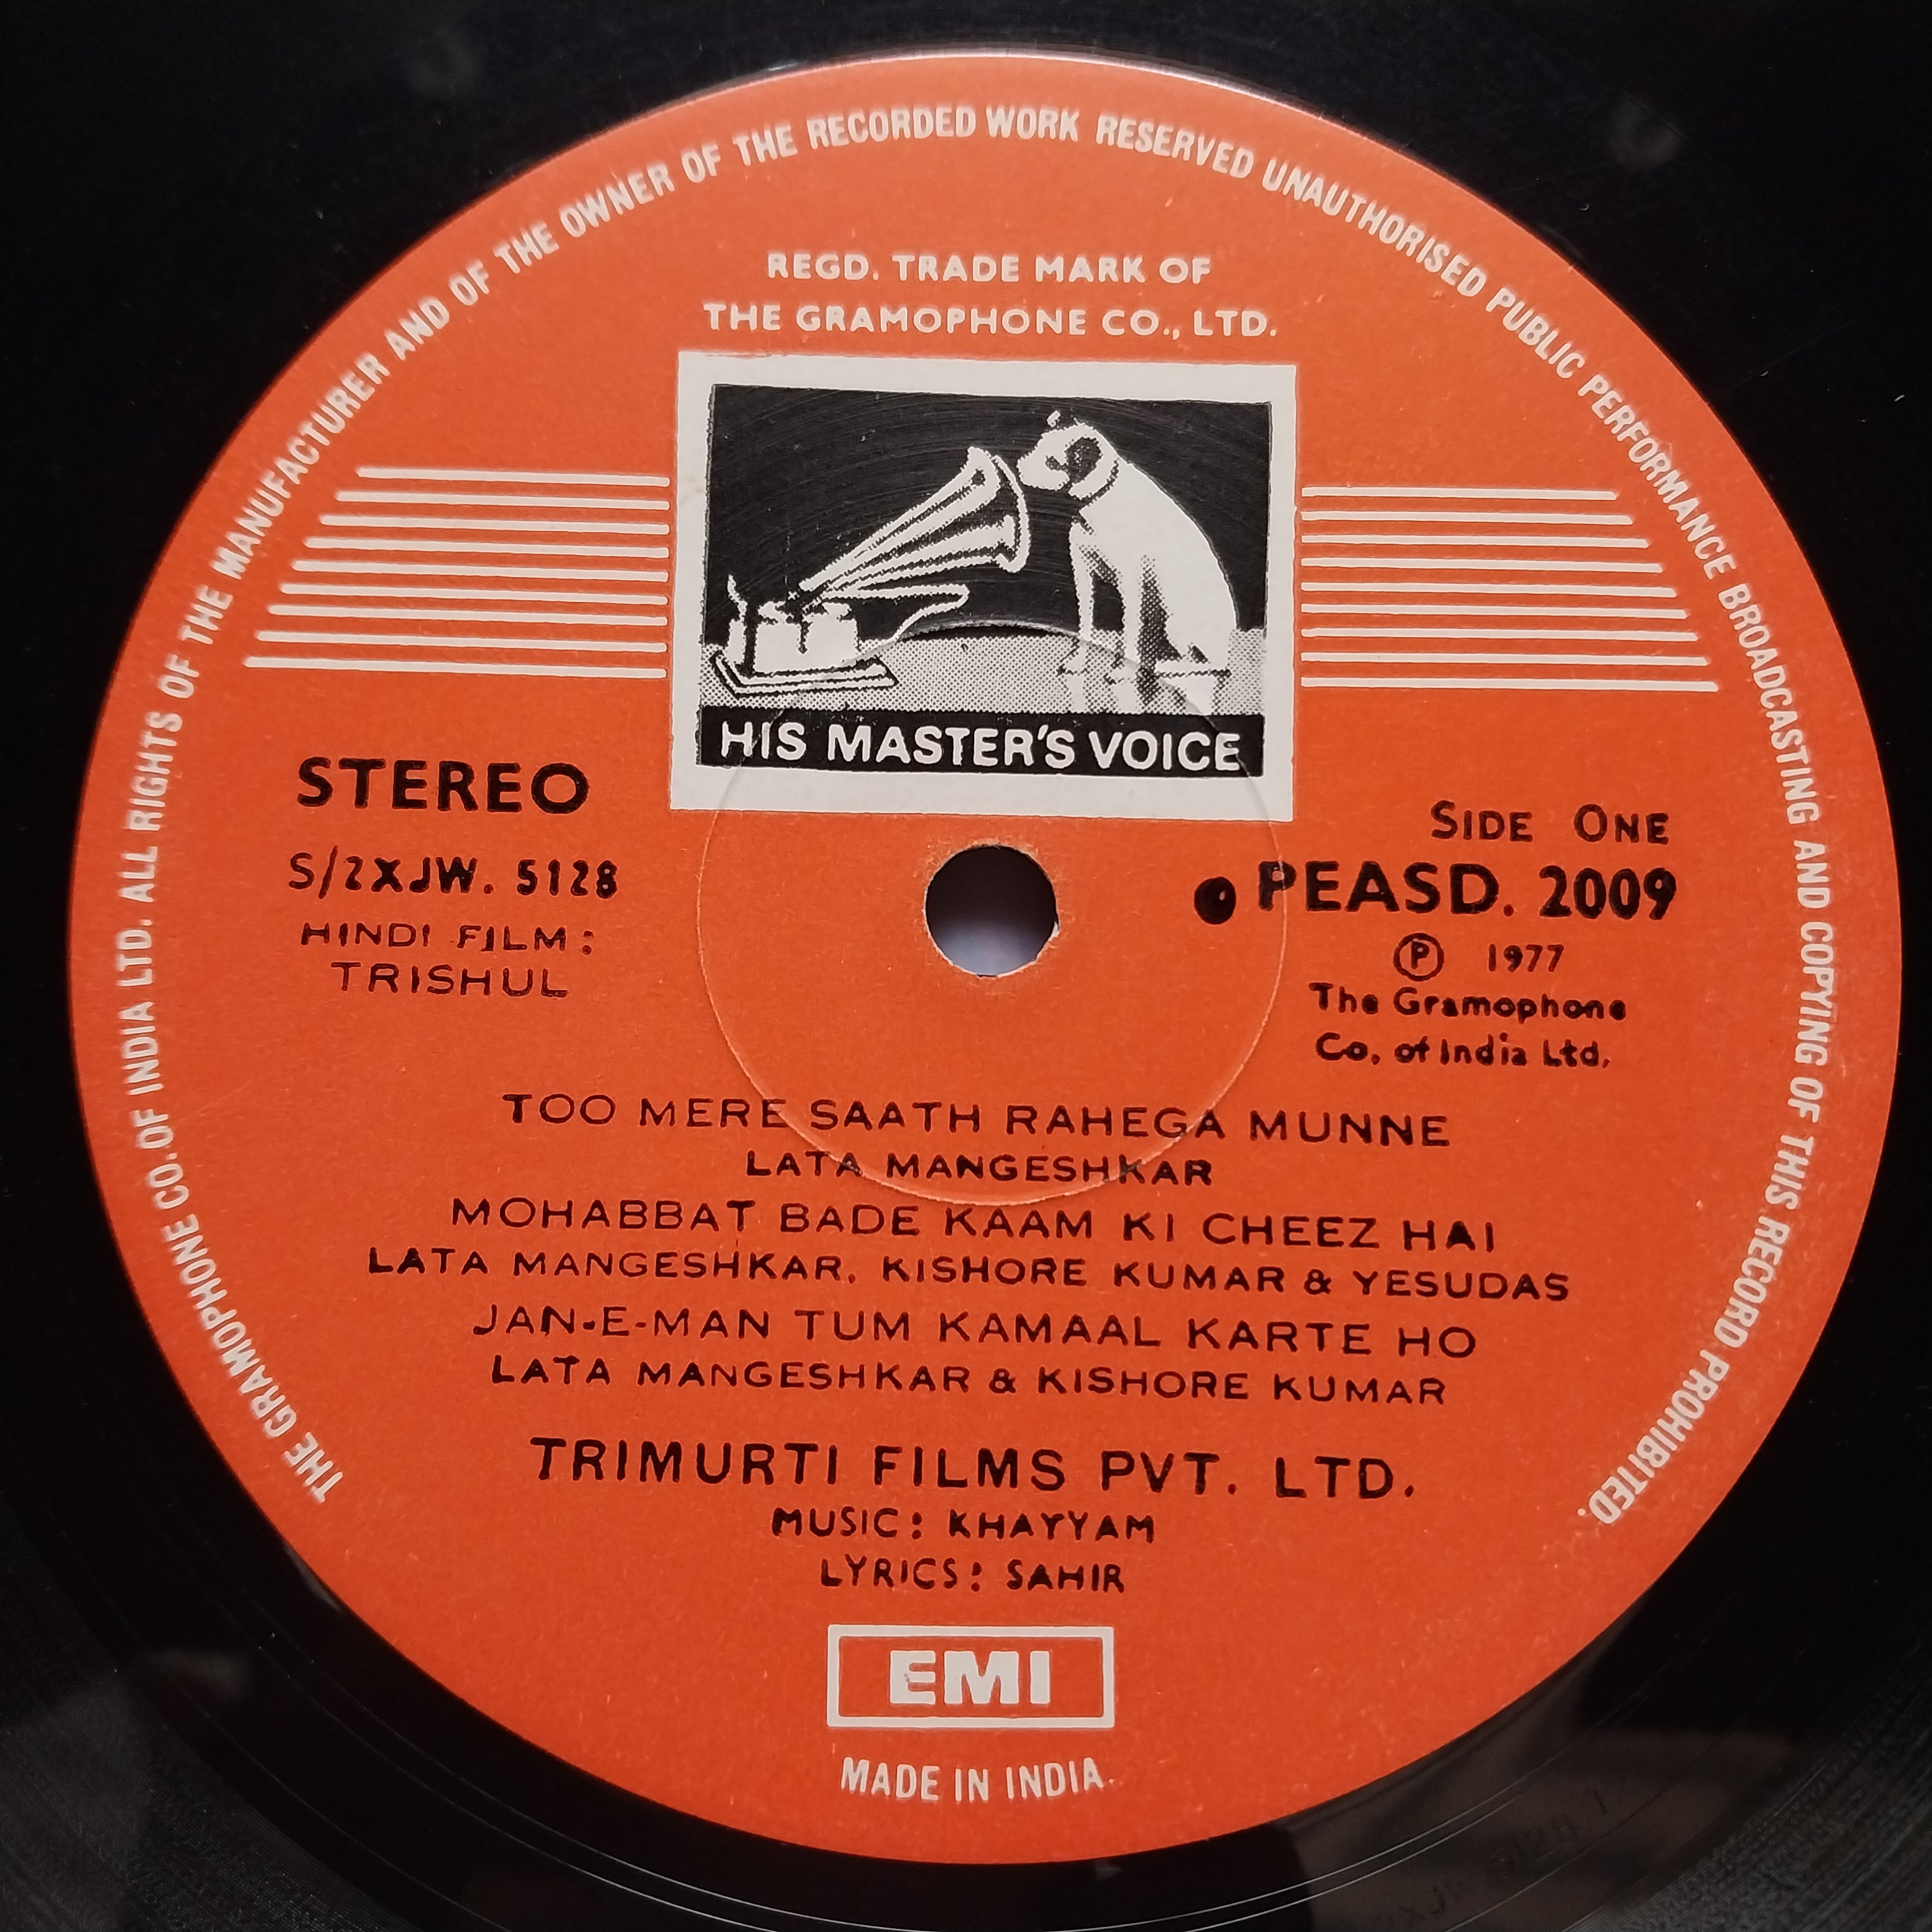 THE GRAMOPHONE CO. OF INDIA LTD. ALL RIGHTS OF THE MANUFACTURER AND OF THE OWNER OF THE RECORDED WORK RESERVED UNAUTHORISED PUBLIC PERFORMANCE BROADCASTING AND COPYING OF THIS RECORD PROHIBITED.
REGD. TRADE MARK OF
THE GRAMOPHONE CO., LTD.
HIS MASTER'S VOICE
STEREO
S/2XJW. 5128
HINDI FILM:
TRISHUL
SIDE ONE
PEASD. 2009
Ⓟ 1977
The Gramophone
Co. of India Ltd.
TOO MERE SAATH RAHEGA MUNNE
LATA MANGESHKAR
MOHABBAT BADE KAAM KI CHEEZ HAI
LATA MANGESHKAR, KISHORE KUMAR & YESUDAS
JAN-E-MAN TUM KAMAAL KARTE HO
LATA MANGESHKAR & KISHORE KUMAR
TRIMURTI FILMS PVT. LTD.
MUSIC: KHAYYAM
LYRICS: SAHIR
EMI
MADE IN INDIA